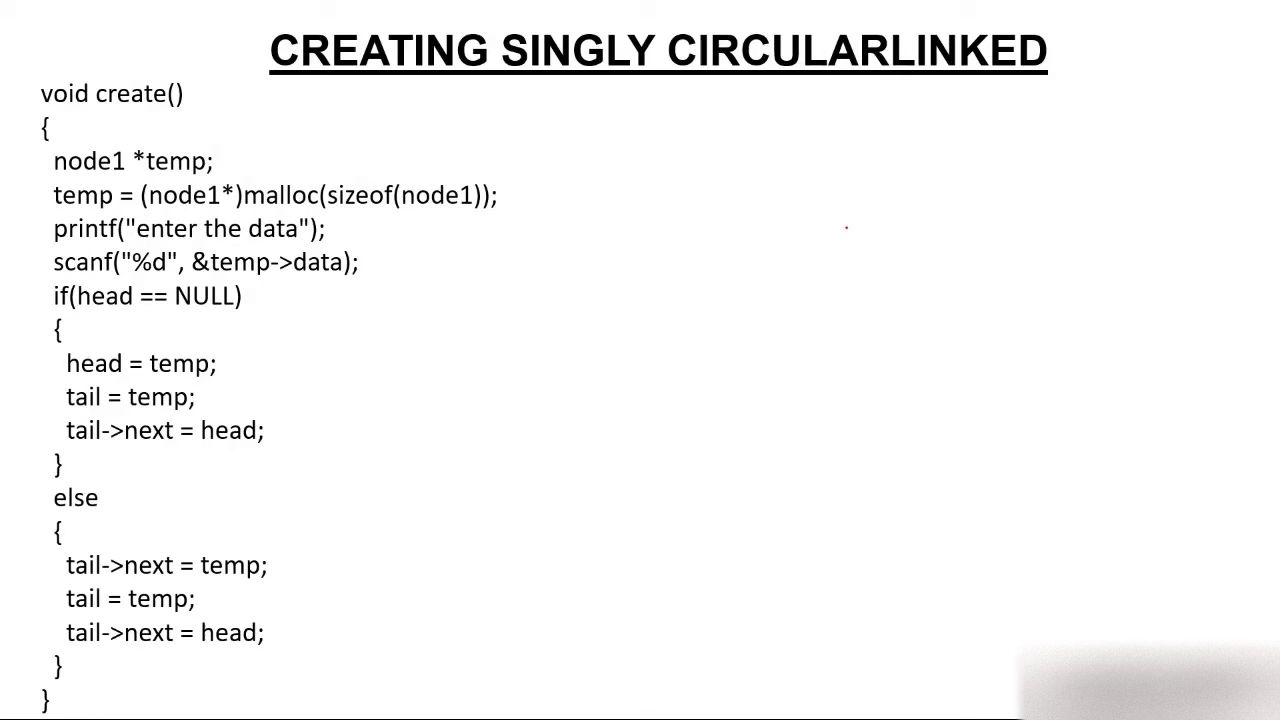 CREATING SINGLY CIRCULARLINKED
void create()
{
node1 *temp;
temp = (node1*)malloc(sizeof(node1));
printf("enter the data");
scanf("%d", &temp->data);
if(head == NULL)
{
head = temp;
tail = temp;
tail->next = head;
}
else
{
tail->next = temp;
tail = temp;
tail->next = head;
}
}